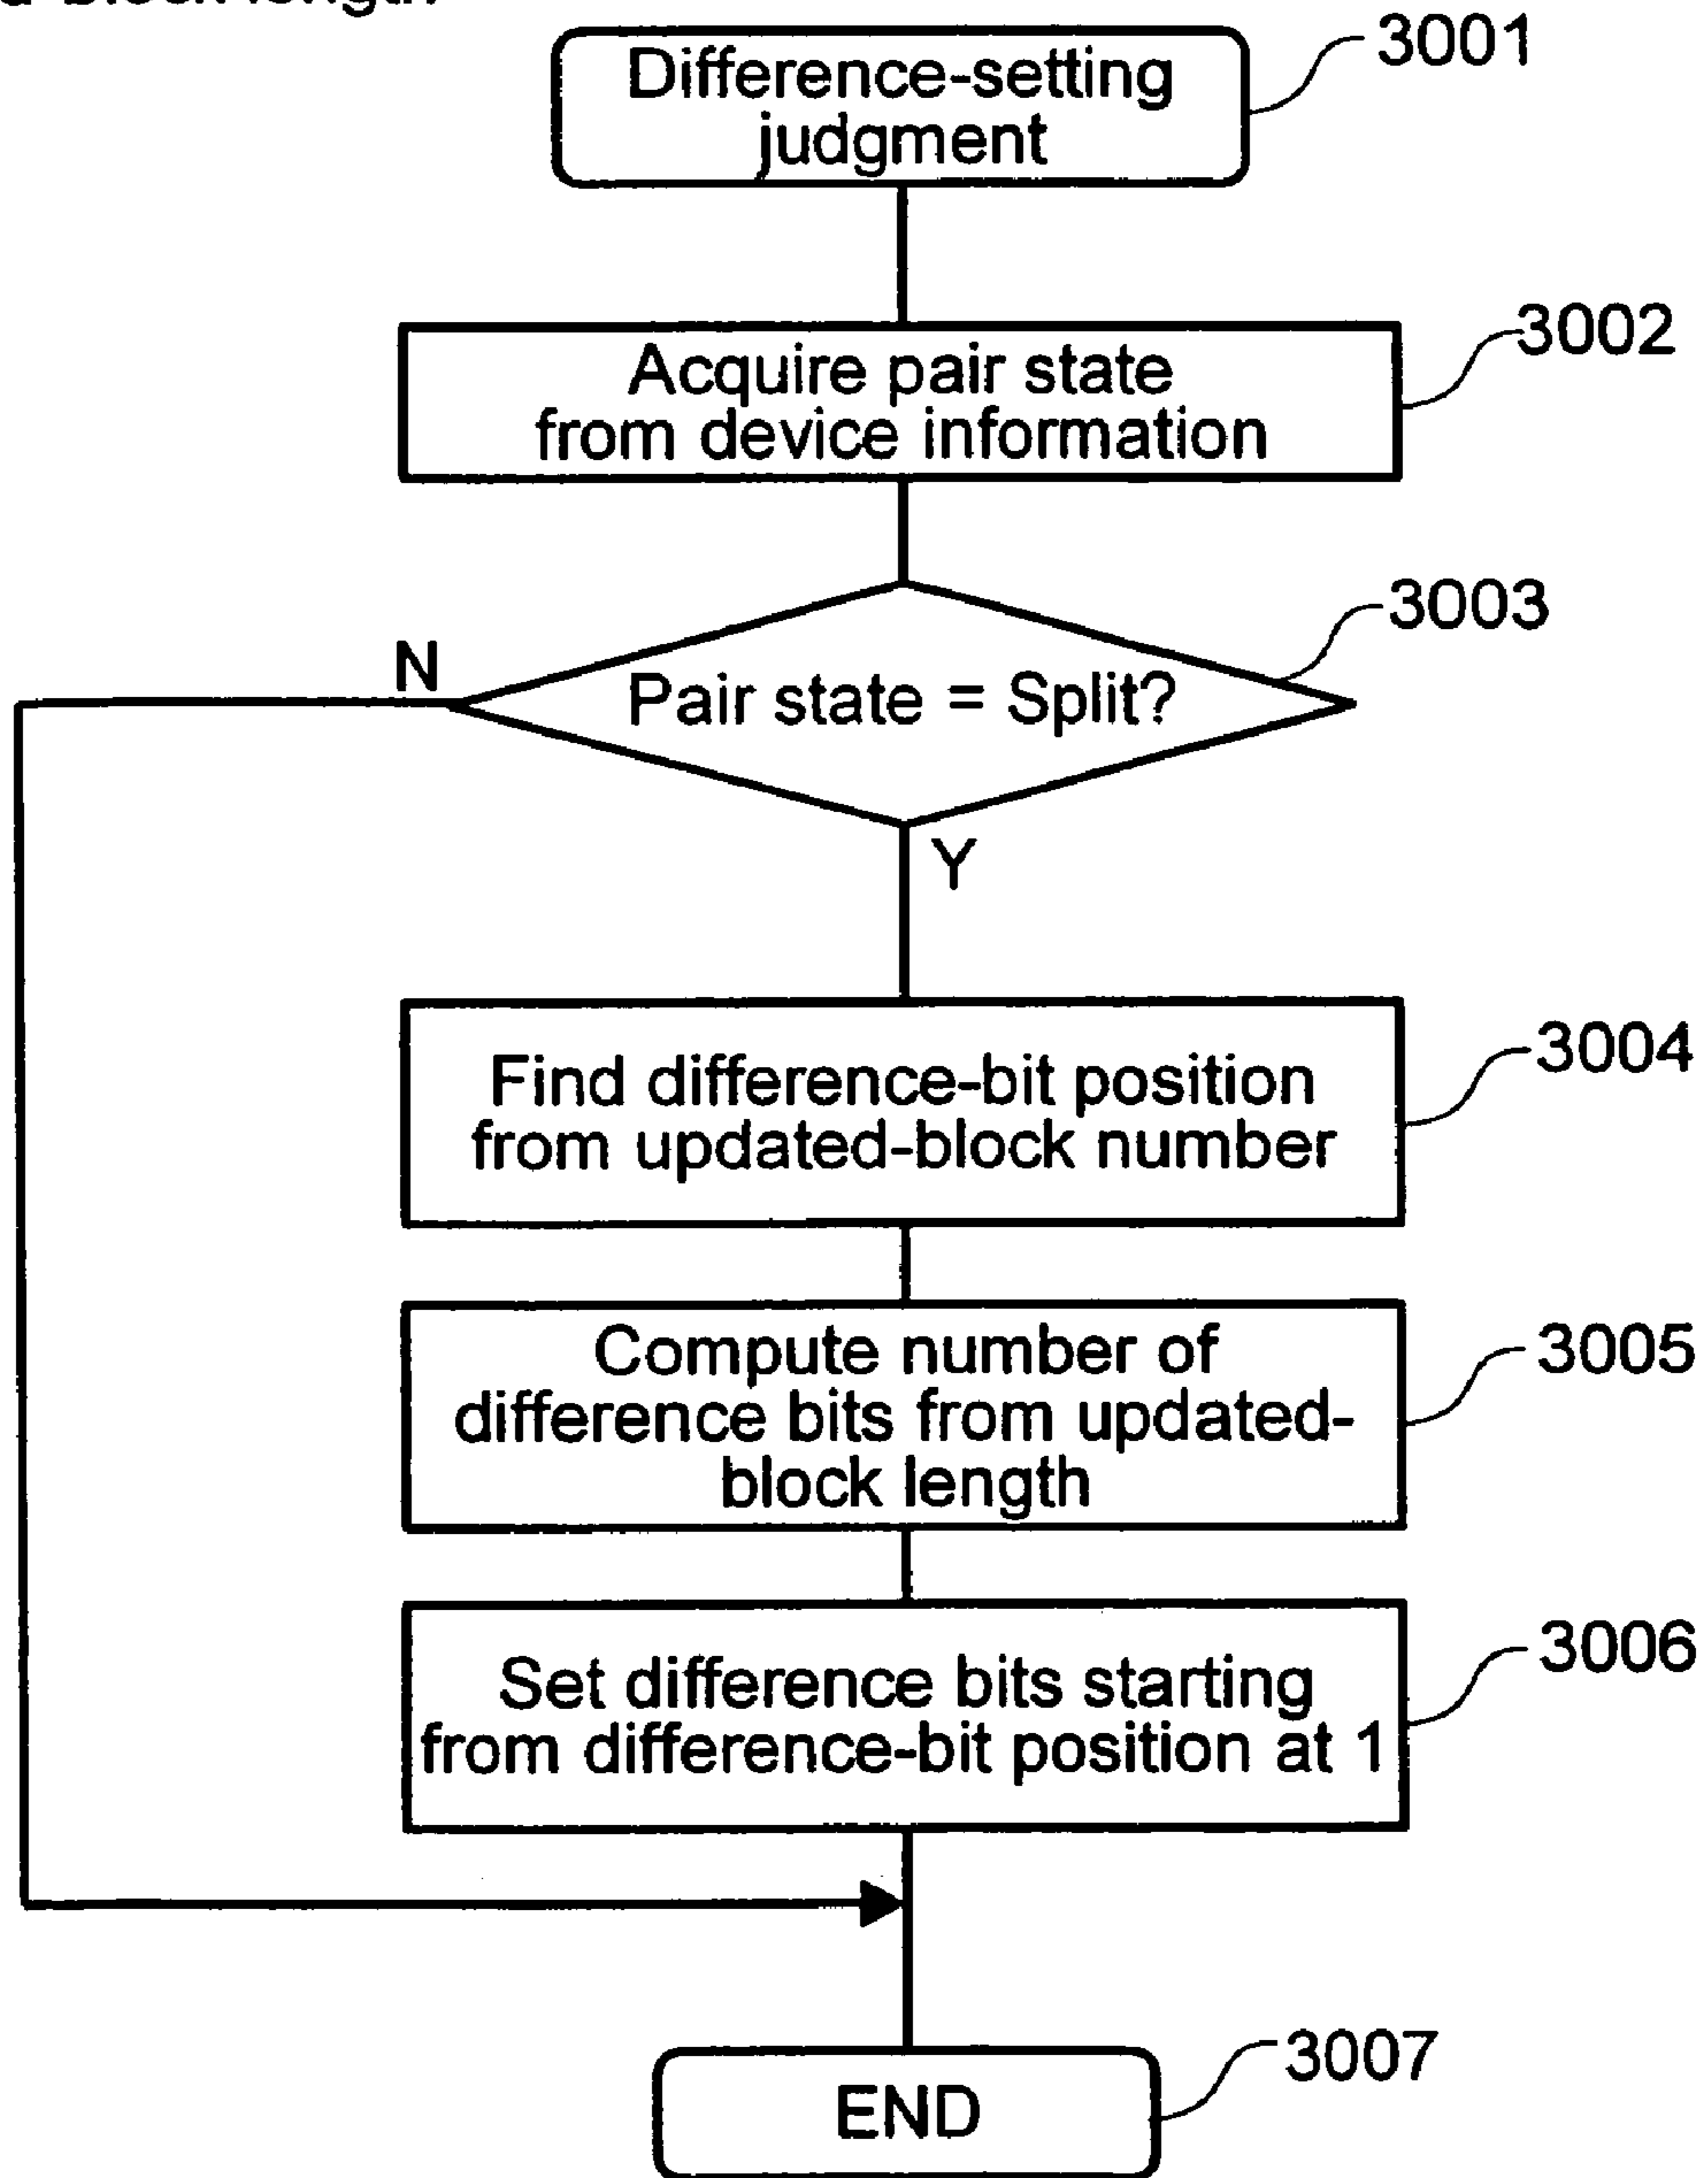 Difference-setting
judgment
3001
Acquire pair state
from device information
3002
3003
N
Pair state = Split?
Y
Find difference-bit position
from updated-block number
3004
Compute number of
difference bits from updated-
block length
3005
Set difference bits starting
from difference-bit position at 1
3006
3007
END